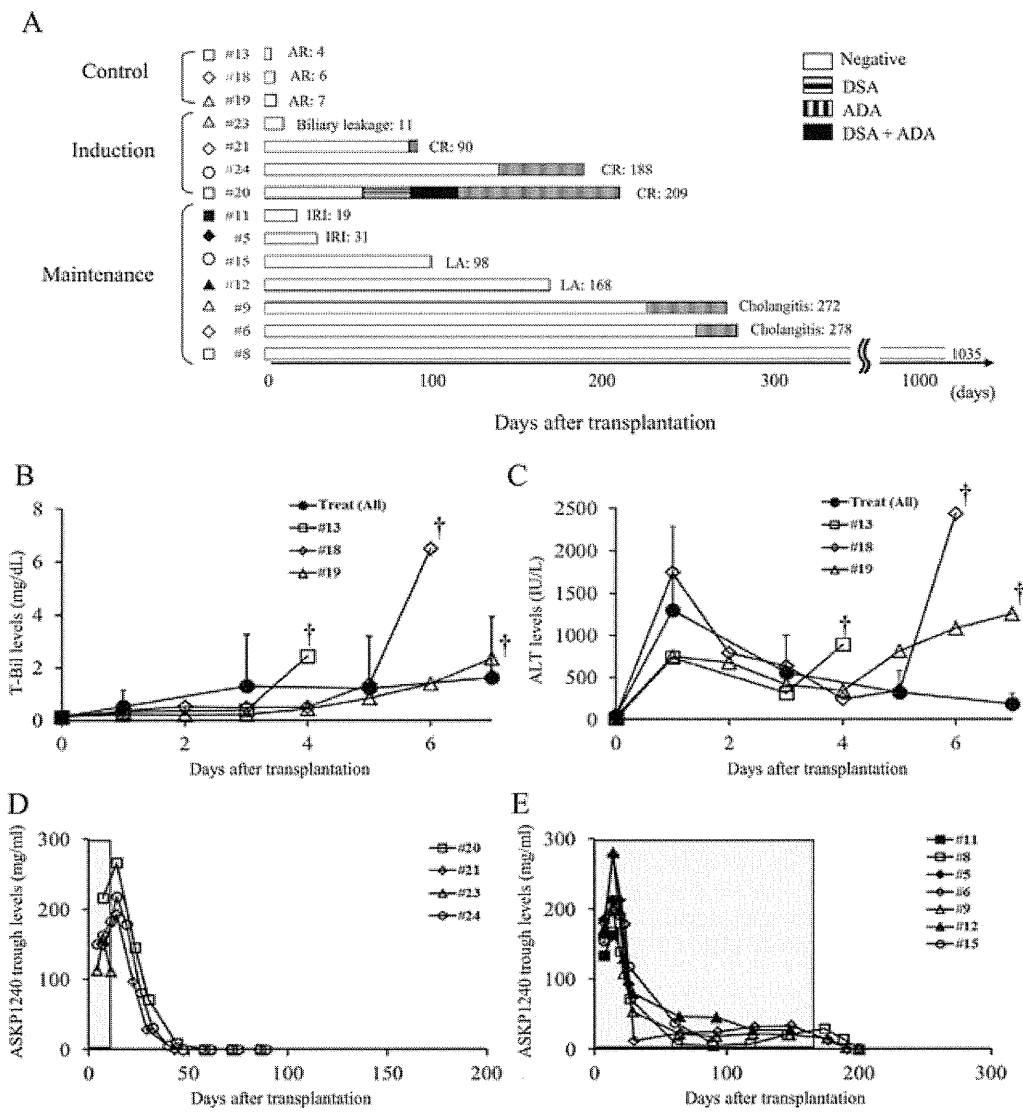 A
Control
#13 AR: 4
#18 AR: 6
#19 AR: 7
Induction
#23 Biliary leakage: 11
#21 CR: 90
#24 CR: 188
#20 CR: 209
Maintenance
#11 IRI: 19
#5 IRI: 31
#15 LA: 98
#12 LA: 168
#9 Cholangitis: 272
#6 Cholangitis: 278
#8 1035
Negative
DSA
ADA
DSA + ADA
0 100 200 300 1000
(days)
Days after transplantation
B
T-Bil levels (mg/dL)
8
6
4
2
0
Treat (All)
#13
#18
#19
†
†
†
0 2 4 6
Days after transplantation
C
ALT levels (IU/L)
2500
2000
1500
1000
500
0
Treat (All)
#13
#18
#19
†
†
†
0 2 4 6
Days after transplantation
D
ASKP1240 trough levels (mg/ml)
300
200
100
0
#20
#21
#23
#24
0 50 100 150 200
Days after transplantation
E
ASKP1240 trough levels (mg/ml)
300
200
100
0
#11
#8
#5
#6
#9
#12
#15
0 100 200 300
Days after transplantation